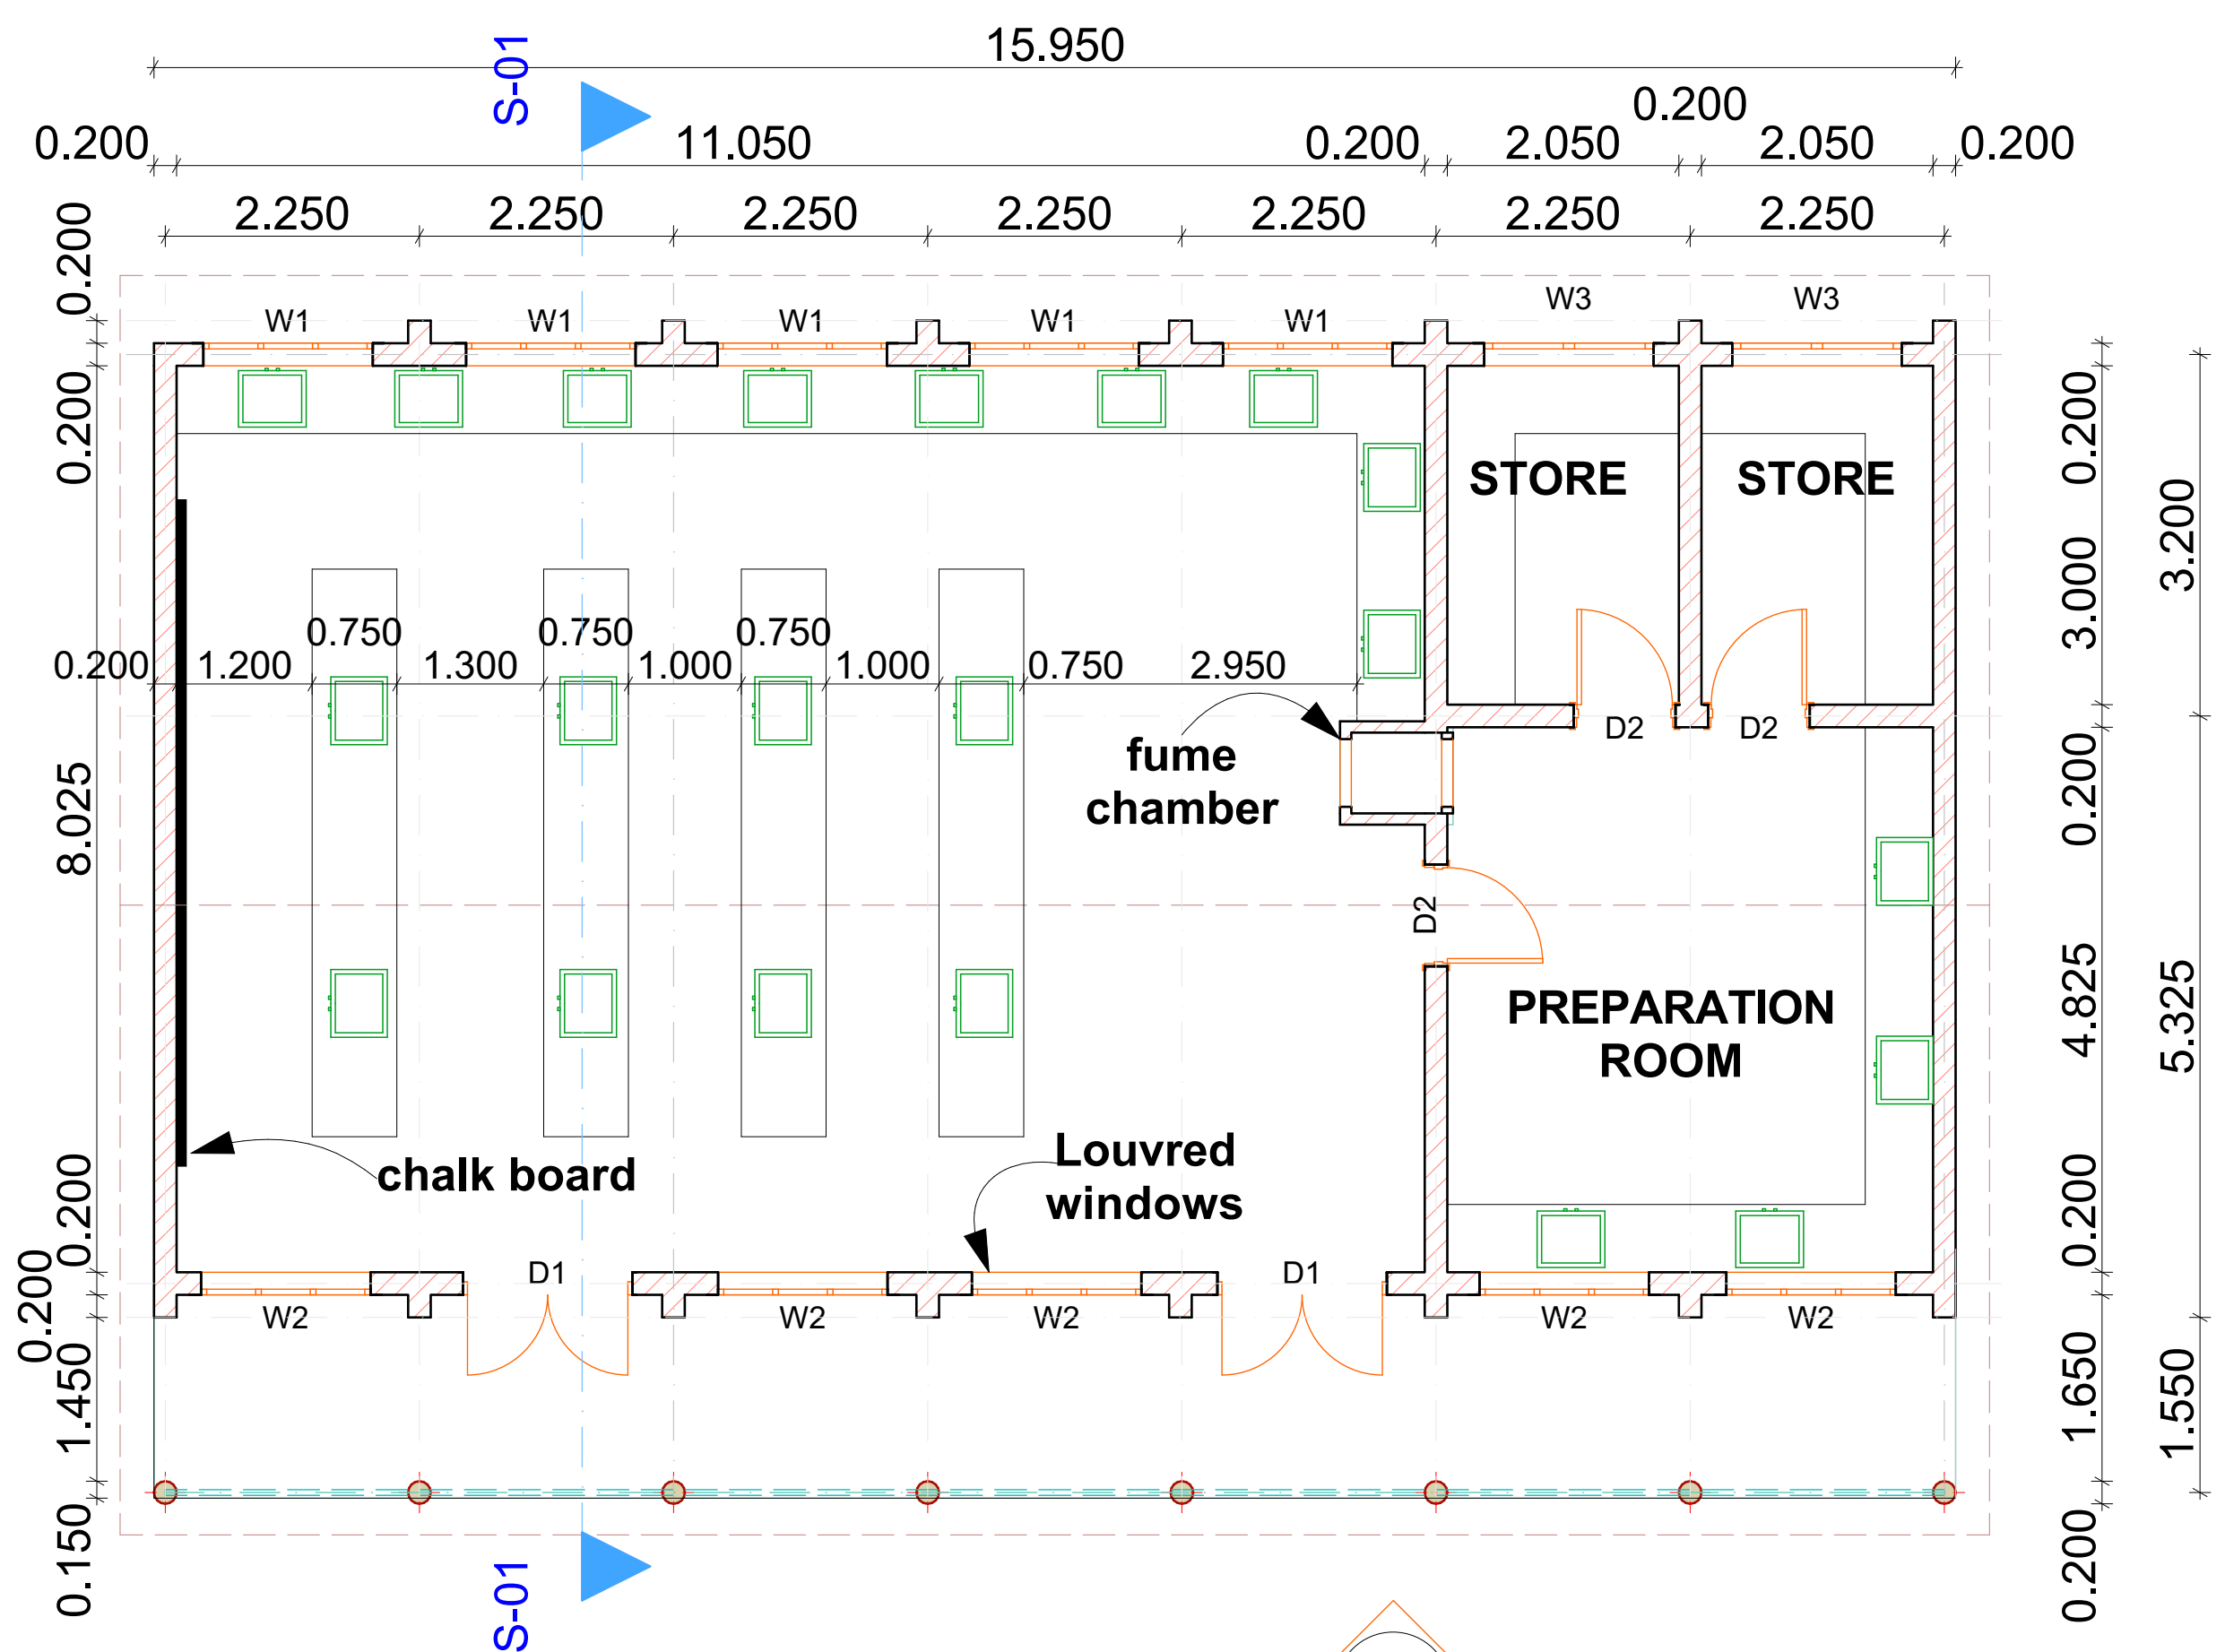 S-01
15.950
0.200
0.200 11.050 0.200 2.050 2.050 0.200
2.250 2.250 2.250 2.250 2.250 2.250 2.250
0.200
W1 W1 W1 W1 W1 W3 W3
0.200
0.200
STORE STORE
3.200
3.000
0.750 0.750 0.750
0.200 1.200 1.300 1.000 1.000 0.750 2.950
D2 D2
fume
chamber
8.025
0.200
D2
4.825
5.325
PREPARATION
ROOM
Louvred
windows
chalk board
0.200
0.200
0.200
D1 D1
W2 W2 W2 W2 W2
1.450
1.650
1.550
0.150
0.200
S-01